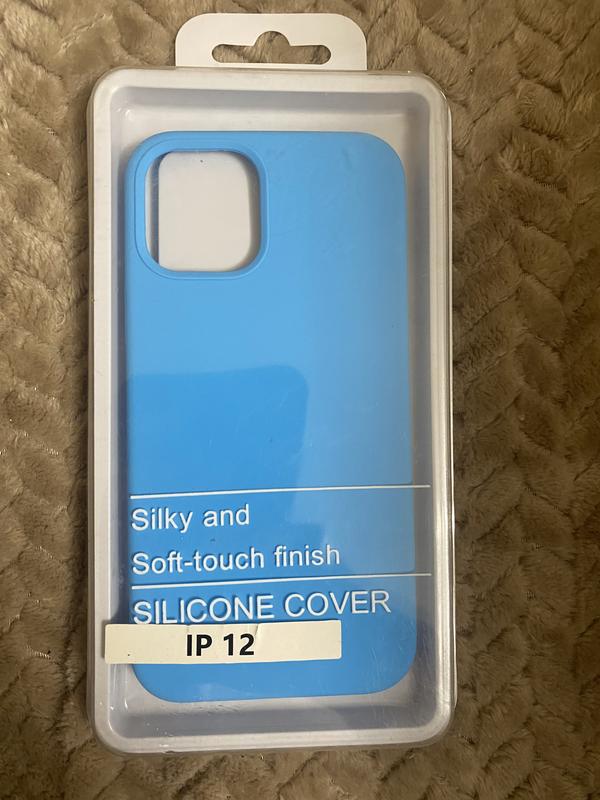 Silky and
Soft-touch finish
SILICONE COVER
IP 12